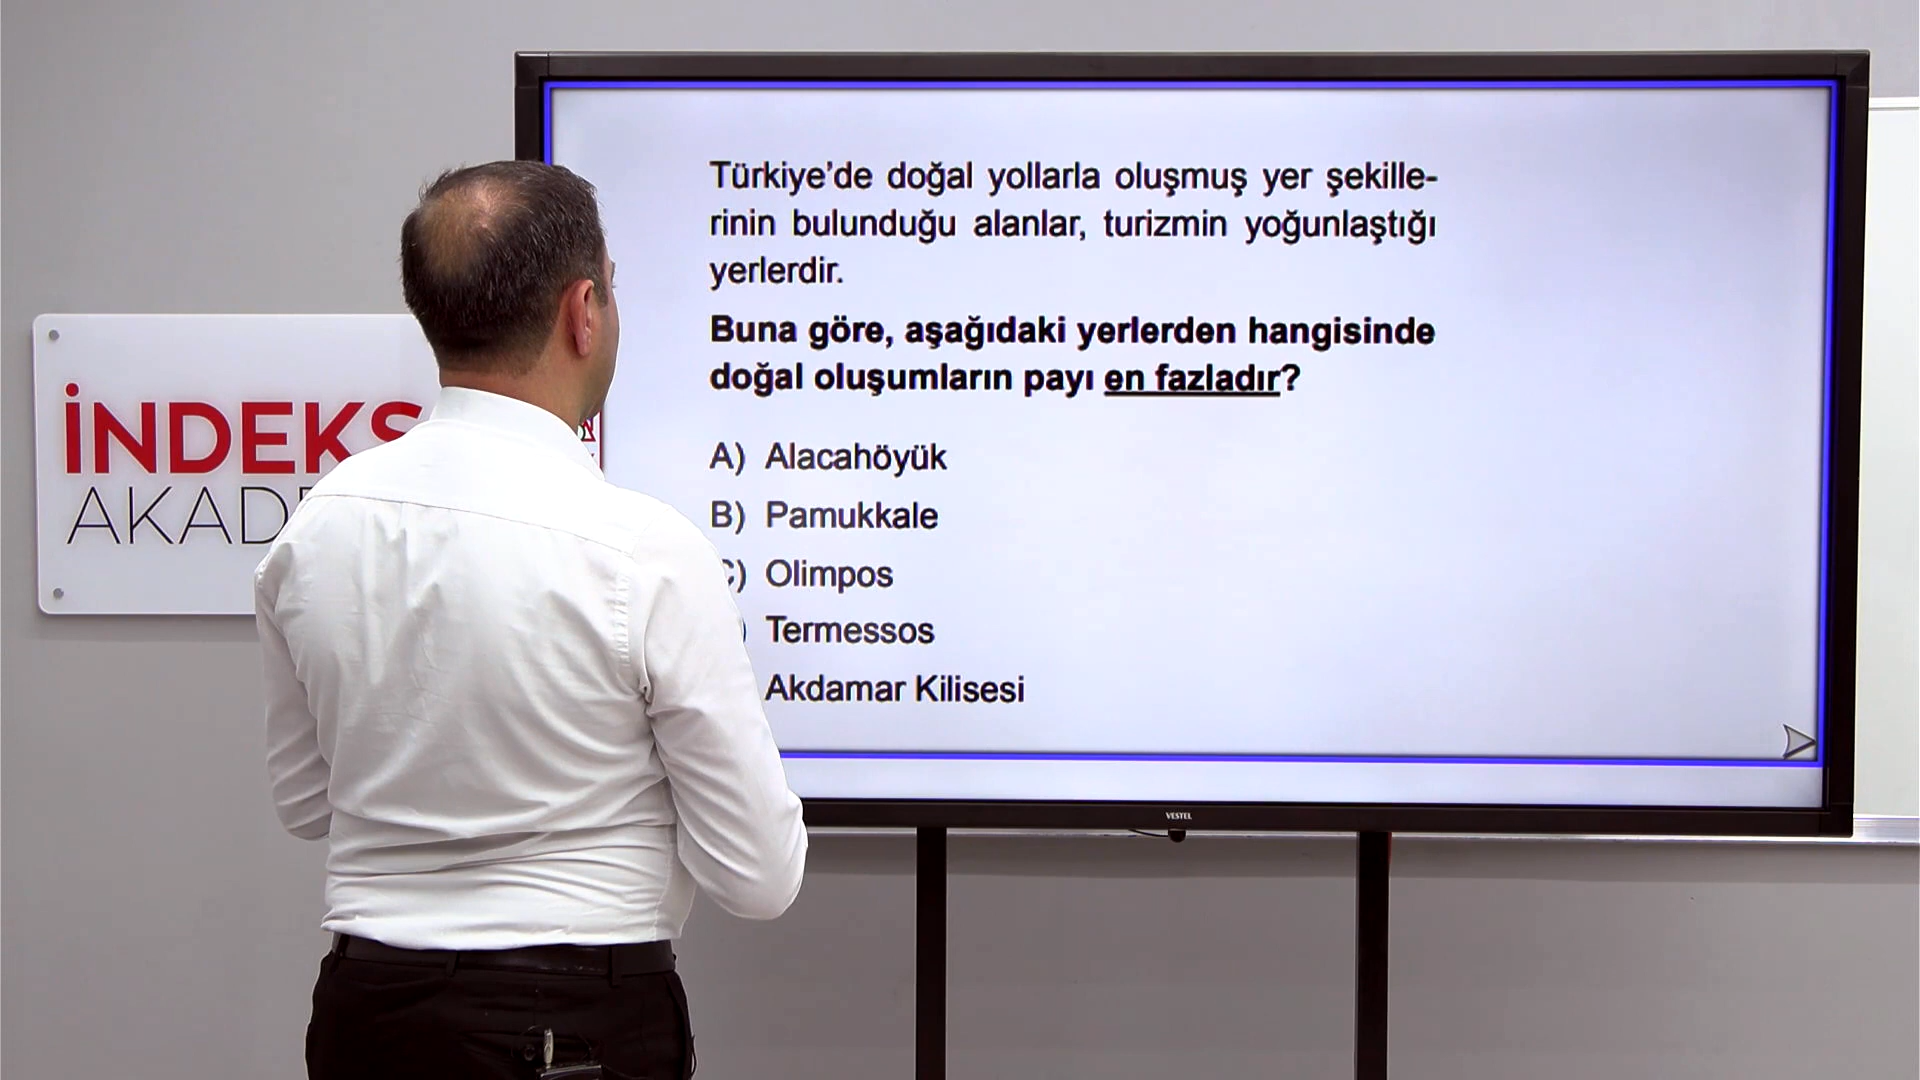 Türkiye’de doğal yollarla oluşmuş yer şekille-
rinin bulunduğu alanlar, turizmin yoğunlaştığı
yerlerdir.
Buna göre, aşağıdaki yerlerden hangisinde
doğal oluşumların payı en fazladır?
A) Alacahöyük
B) Pamukkale
C) Olimpos
) Termessos
Akdamar Kilisesi
İNDEKS
AKAD
VESTEL